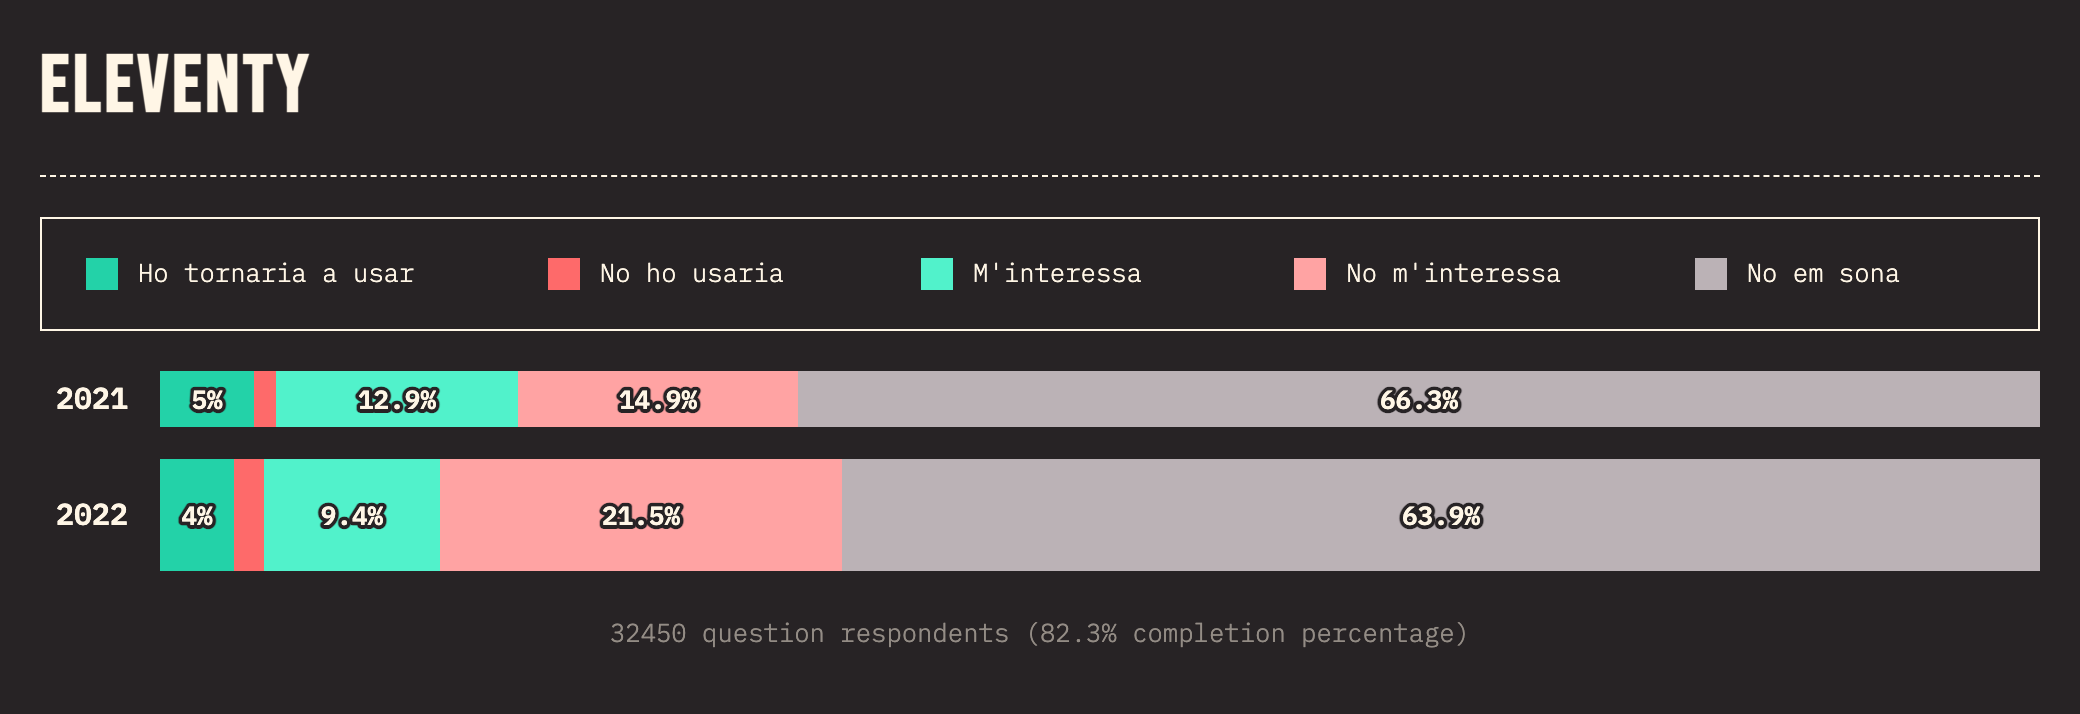 ELEVENTY
Ho tornaria a usar No ho usaria M'interessa No m'interessa No em sona
2021 5% 12.9% 14.9% 66.3%
2022 4% 9.4% 21.5% 63.9%
32450 question respondents (82.3% completion percentage)